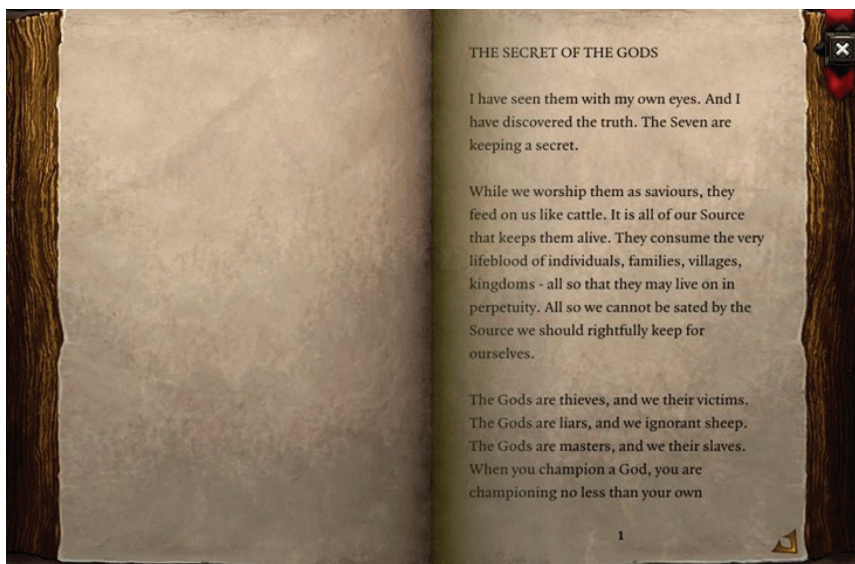 THE SECRET OF THE GODS
I have seen them with my own eyes. And I
have discovered the truth. The Seven are
keeping a secret.
While we worship them as saviours, they
feed on us like cattle. It is all of our Source
that keeps them alive. They consume the very
lifeblood of individuals, families, villages,
kingdoms - all so that they may live on in
perpetuity. All so we cannot be sated by the
Source we should rightfully keep for
ourselves.
The Gods are thieves, and we their victims.
The Gods are liars, and we ignorant sheep.
The Gods are masters, and we their slaves.
When you champion a God, you are
championing no less than your own
1